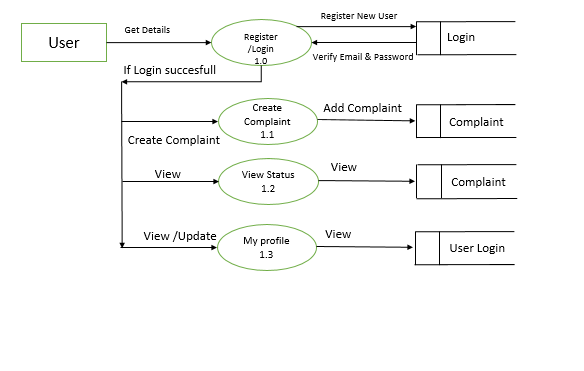 Register New User
Get Details
User
Register
/Login
1.0
Login
Verify Email & Password
If Login succesfull
Create
Complaint
1.1
Add Complaint
Complaint
Create Complaint
View
View Status
1.2
View
Complaint
View /Update
My profile
1.3
View
User Login